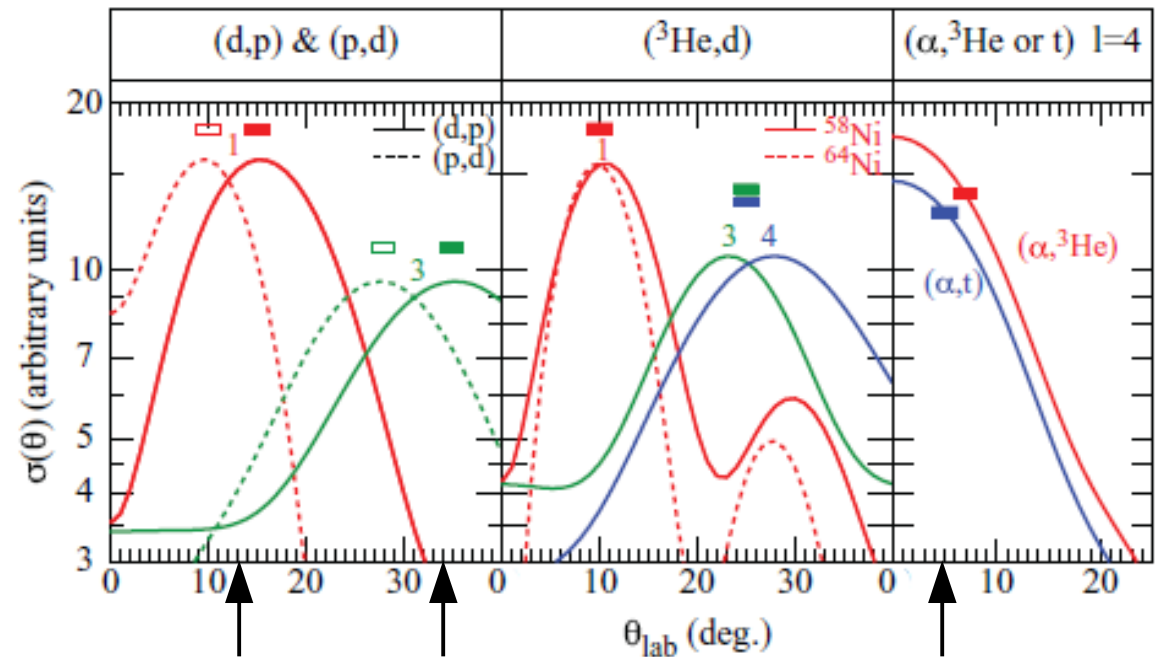 (d,p) & (p,d)
(³He,d)
(α,³He or t) l=4
20
10
7
5
4
3
σ(θ) (arbitrary units)
1
(d,p)
(p,d)
3
1
⁵⁸Ni
⁶⁴Ni
3 4
(α,³He)
(α,t)
0 10 20 30 0 10 20 30 0 10 20
θlab (deg.)